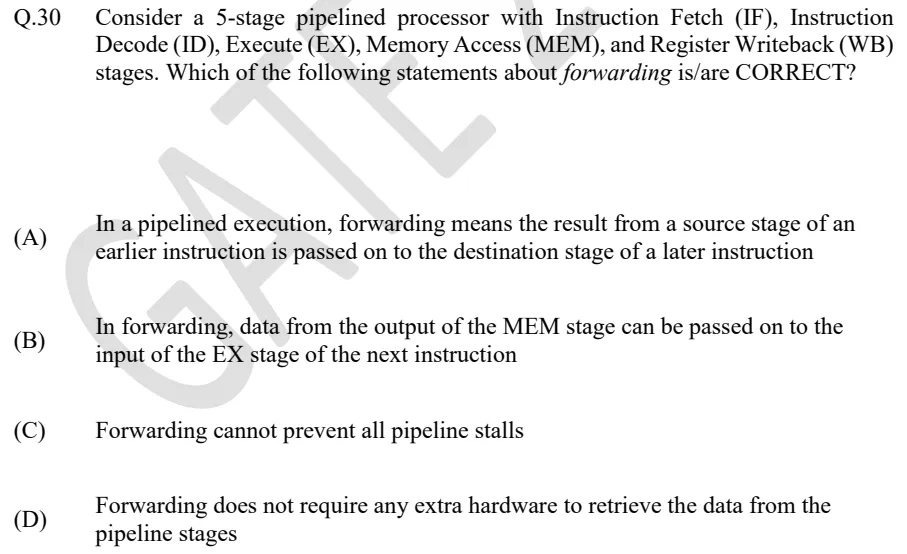 Q.30 Consider a 5-stage pipelined processor with Instruction Fetch (IF), Instruction
Decode (ID), Execute (EX), Memory Access (MEM), and Register Writeback (WB)
stages. Which of the following statements about forwarding is/are CORRECT?
(A) In a pipelined execution, forwarding means the result from a source stage of an
earlier instruction is passed on to the destination stage of a later instruction
(B) In forwarding, data from the output of the MEM stage can be passed on to the
input of the EX stage of the next instruction
(C) Forwarding cannot prevent all pipeline stalls
(D) Forwarding does not require any extra hardware to retrieve the data from the
pipeline stages
GATE 2